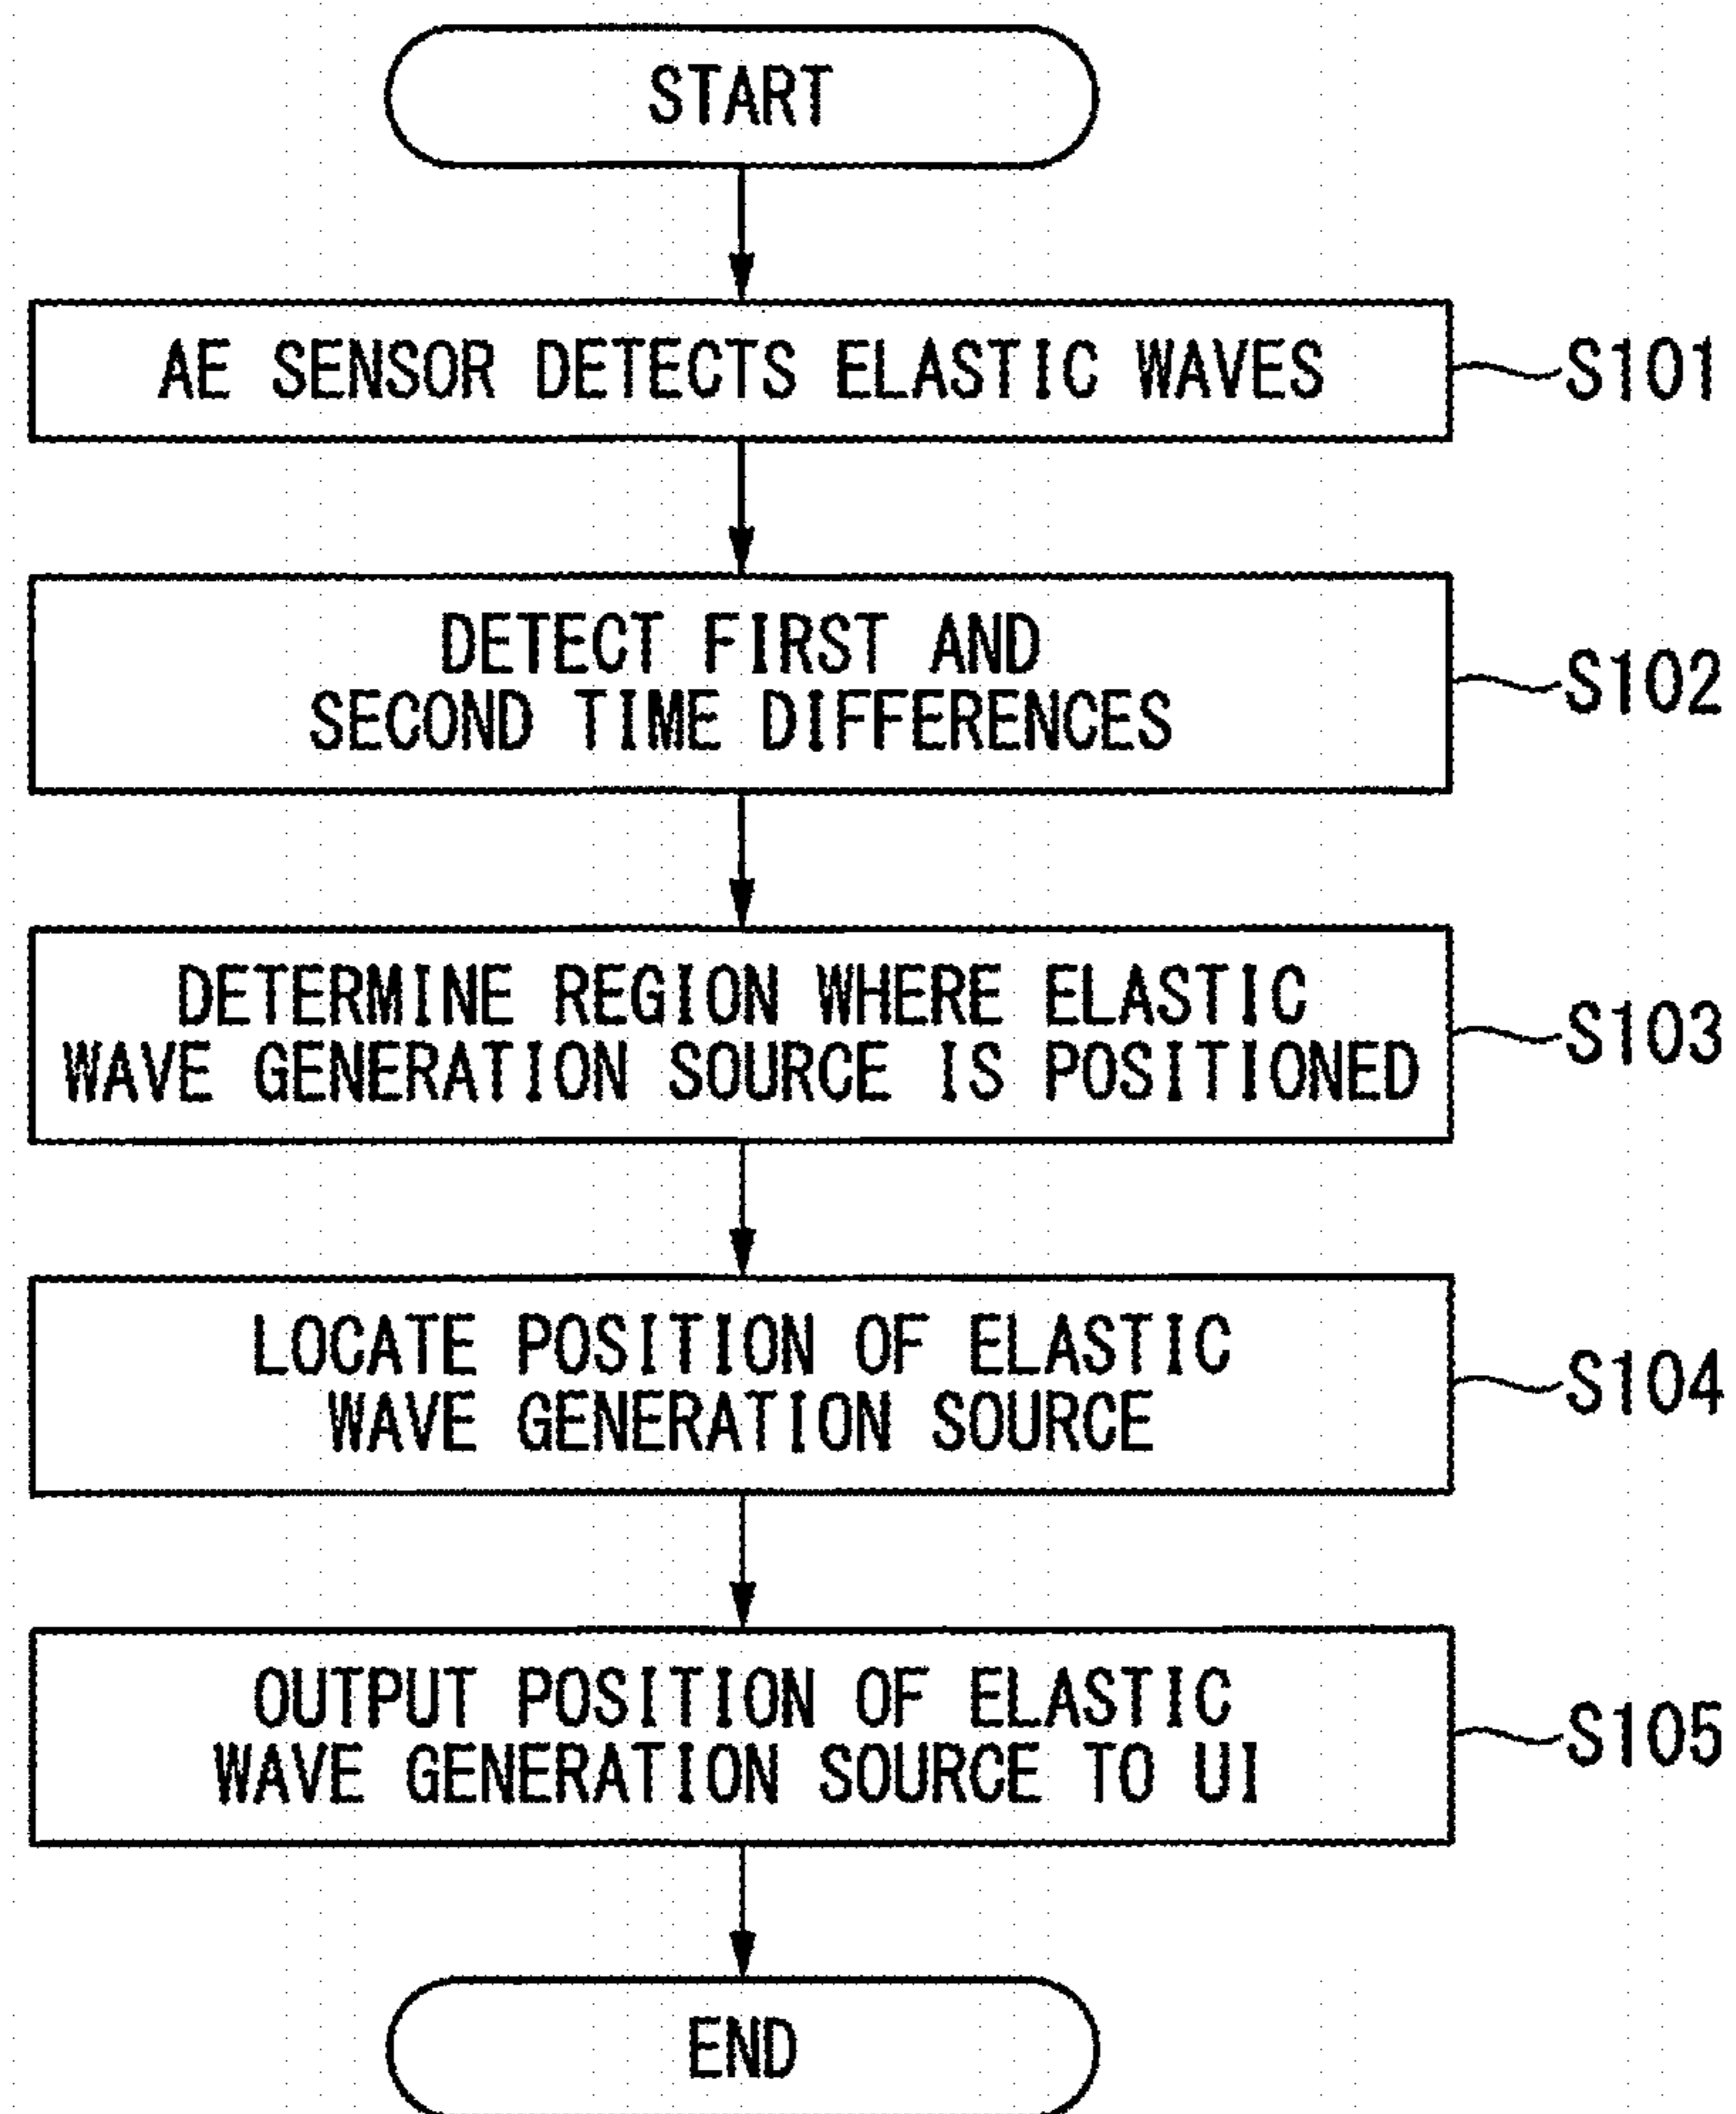 START
AE SENSOR DETECTS ELASTIC WAVES
S101
DETECT FIRST AND
SECOND TIME DIFFERENCES
S102
DETERMINE REGION WHERE ELASTIC
WAVE GENERATION SOURCE IS POSITIONED
S103
LOCATE POSITION OF ELASTIC
WAVE GENERATION SOURCE
S104
OUTPUT POSITION OF ELASTIC
WAVE GENERATION SOURCE TO UI
S105
END